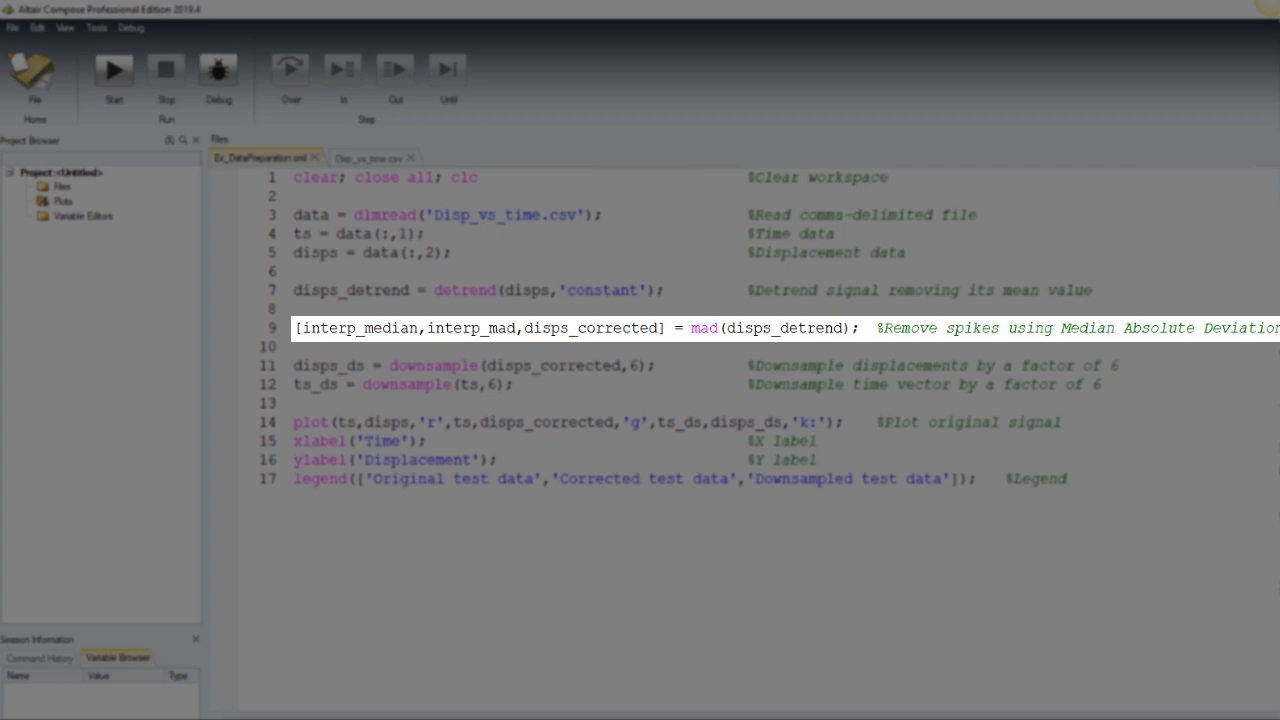 Altair Compose Professional Edition 2019.4
File Edit View Tools Debug
File Start Stop Debug Over In Out Until
Home Run Step
Project Browser
Files
Ex_DataPreparation.oml Disp_vs_time.csv
Project:<Untitled>
Files
Plots
Variable Editors
1 clear; close all; clc %Clear workspace
2
3 data = dlmread('Disp_vs_time.csv'); %Read comma-delimited file
4 ts = data(:,1); %Time data
5 disps = data(:,2); %Displacement data
6
7 disps_detrend = detrend(disps,'constant'); %Detrend signal removing its mean value
8
9 [interp_median,interp_mad,disps_corrected] = mad(disps_detrend); %Remove spikes using Median Absolute Deviation
10
11 disps_ds = downsample(disps_corrected,6); %Downsample displacements by a factor of 6
12 ts_ds = downsample(ts,6); %Downsample time vector by a factor of 6
13
14 plot(ts,disps,'r',ts,disps_corrected,'g',ts_ds,disps_ds,'k:'); %Plot original signal
15 xlabel('Time'); %X label
16 ylabel('Displacement'); %Y label
17 legend({'Original test data','Corrected test data','Downsampled test data'}); %Legend
Session Information
Command History Variable Browser
Name Value Type